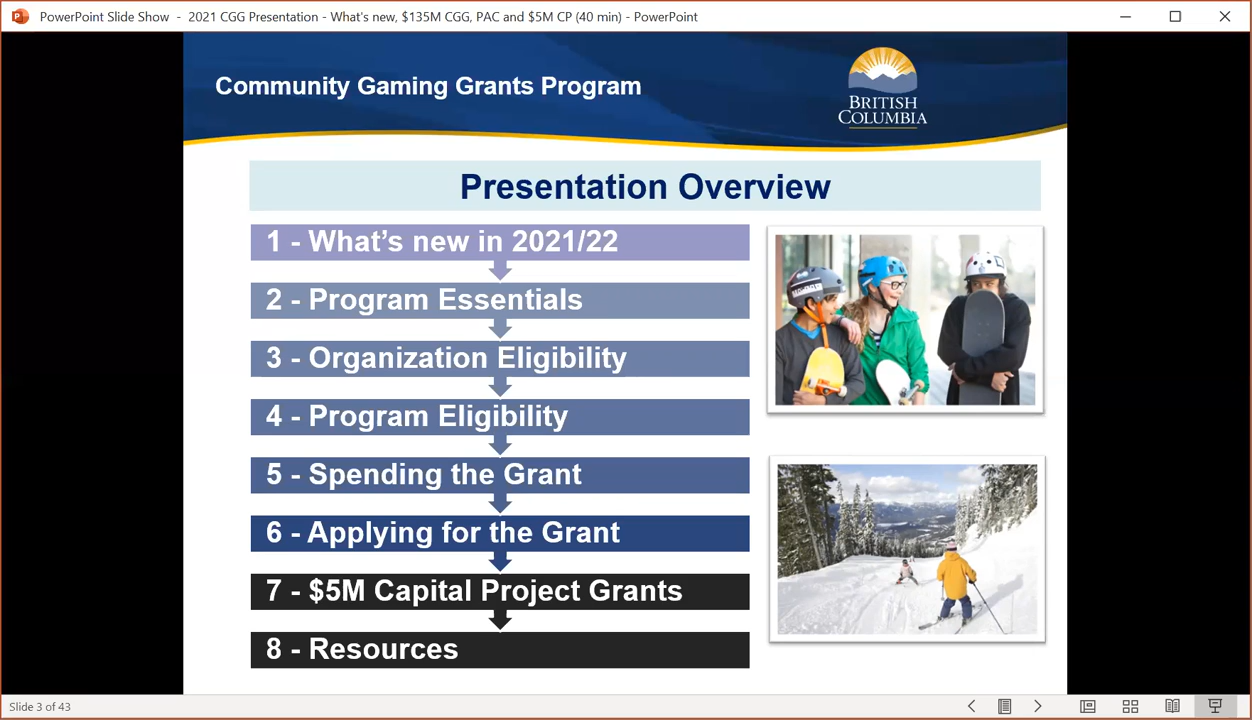 PowerPoint Slide Show - 2021 CGG Presentation - What's new, $135M CGG, PAC and $5M CP (40 min) - PowerPoint
Community Gaming Grants Program
BRITISH
COLUMBIA
Presentation Overview
1 - What’s new in 2021/22
2 - Program Essentials
3 - Organization Eligibility
4 - Program Eligibility
5 - Spending the Grant
6 - Applying for the Grant
7 - $5M Capital Project Grants
8 - Resources
Slide 3 of 43